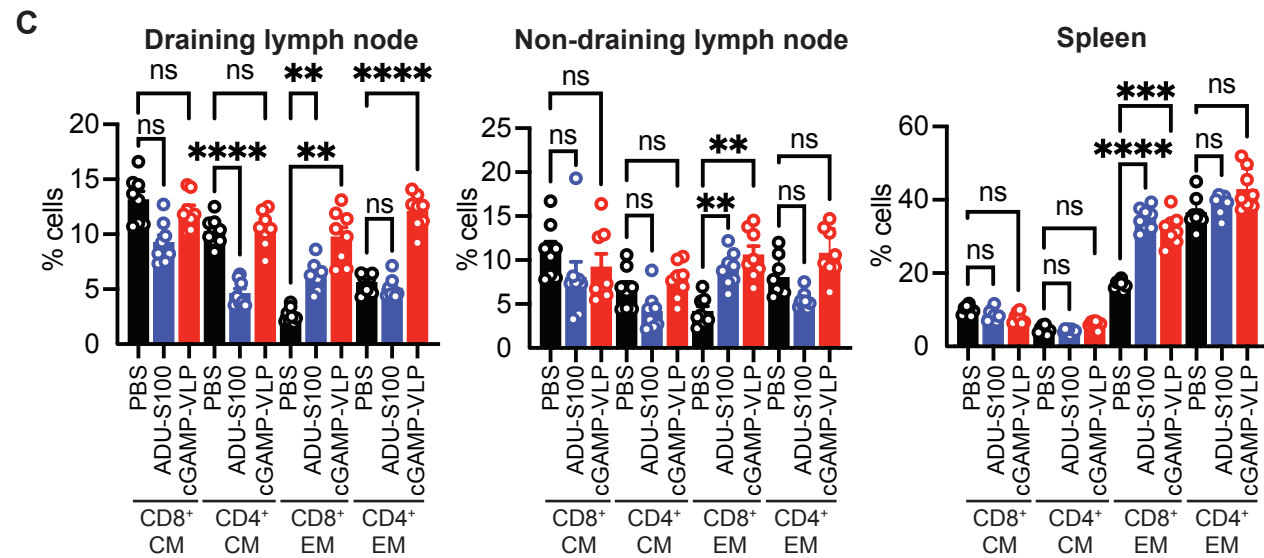 C
Draining lymph node
ns
ns
**
****
ns
****
**
ns
% cells
20
15
10
5
0
PBS
ADU-S100
cGAMP-VLP
PBS
ADU-S100
cGAMP-VLP
PBS
ADU-S100
cGAMP-VLP
PBS
ADU-S100
cGAMP-VLP
CD8+
CM
CD4+
CM
CD8+
EM
CD4+
EM
Non-draining lymph node
ns
ns
ns
ns
**
**
ns
ns
% cells
25
20
15
10
5
0
PBS
ADU-S100
cGAMP-VLP
PBS
ADU-S100
cGAMP-VLP
PBS
ADU-S100
cGAMP-VLP
PBS
ADU-S100
cGAMP-VLP
CD8+
CM
CD4+
CM
CD8+
EM
CD4+
EM
Spleen
ns
ns
ns
ns
***
****
ns
ns
% cells
60
40
20
0
PBS
ADU-S100
cGAMP-VLP
PBS
ADU-S100
cGAMP-VLP
PBS
ADU-S100
cGAMP-VLP
PBS
ADU-S100
cGAMP-VLP
CD8+
CM
CD4+
CM
CD8+
EM
CD4+
EM